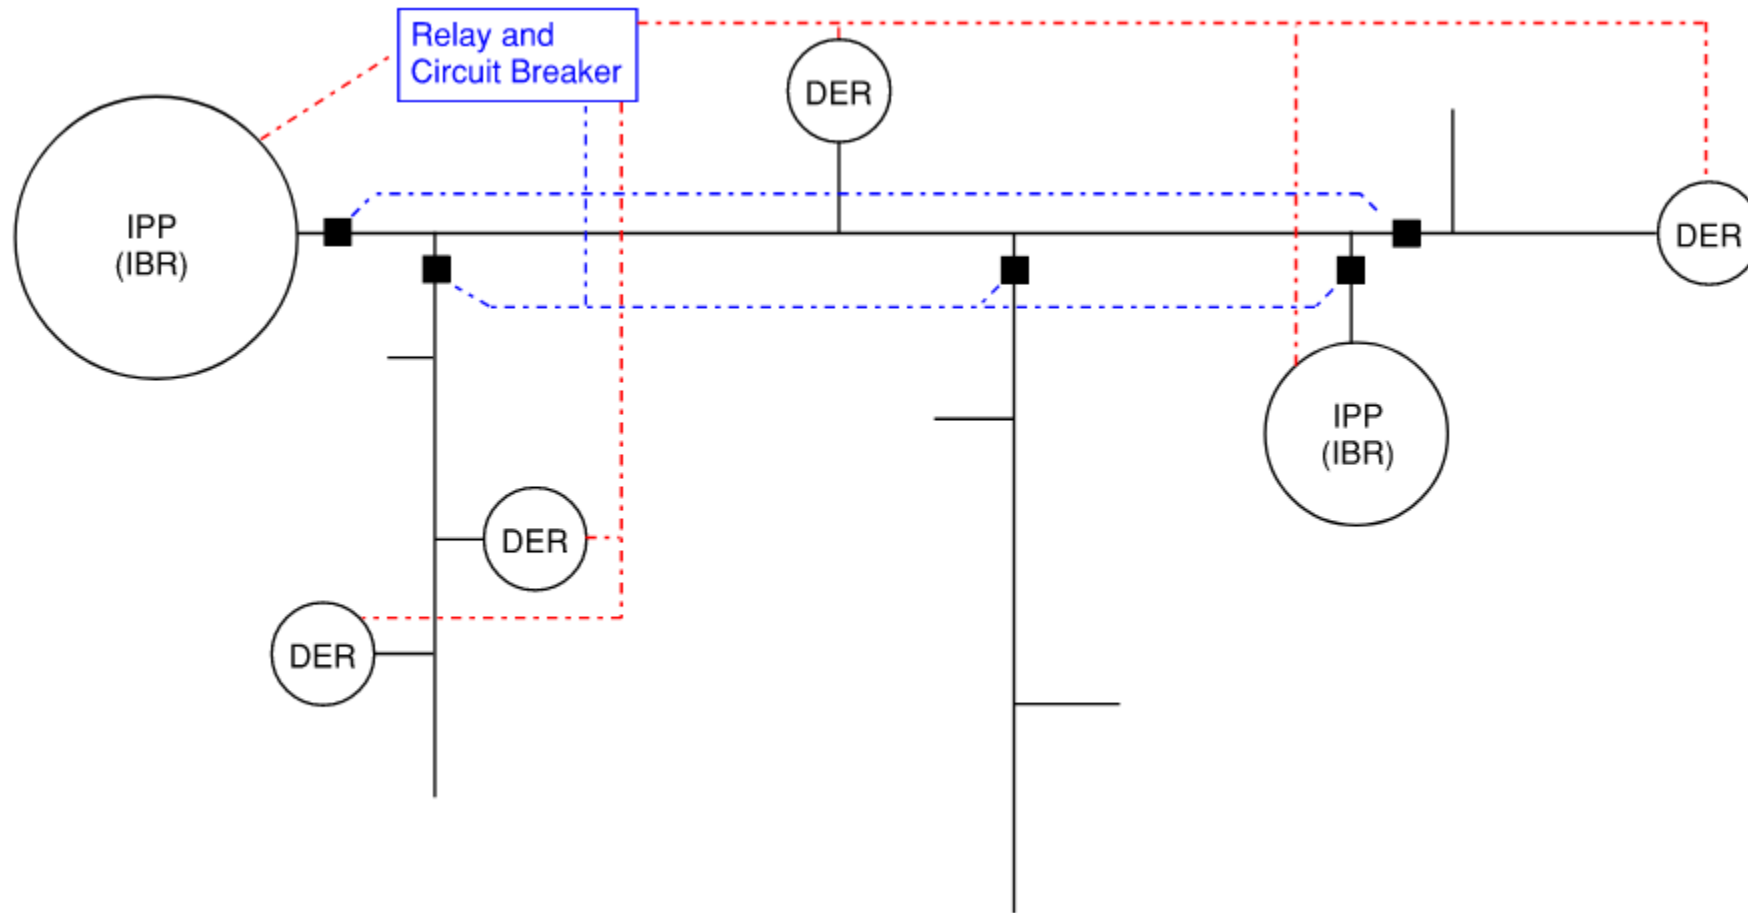 Relay and
Circuit Breaker
DER
IPP
(IBR)
DER
IPP
(IBR)
DER
DER